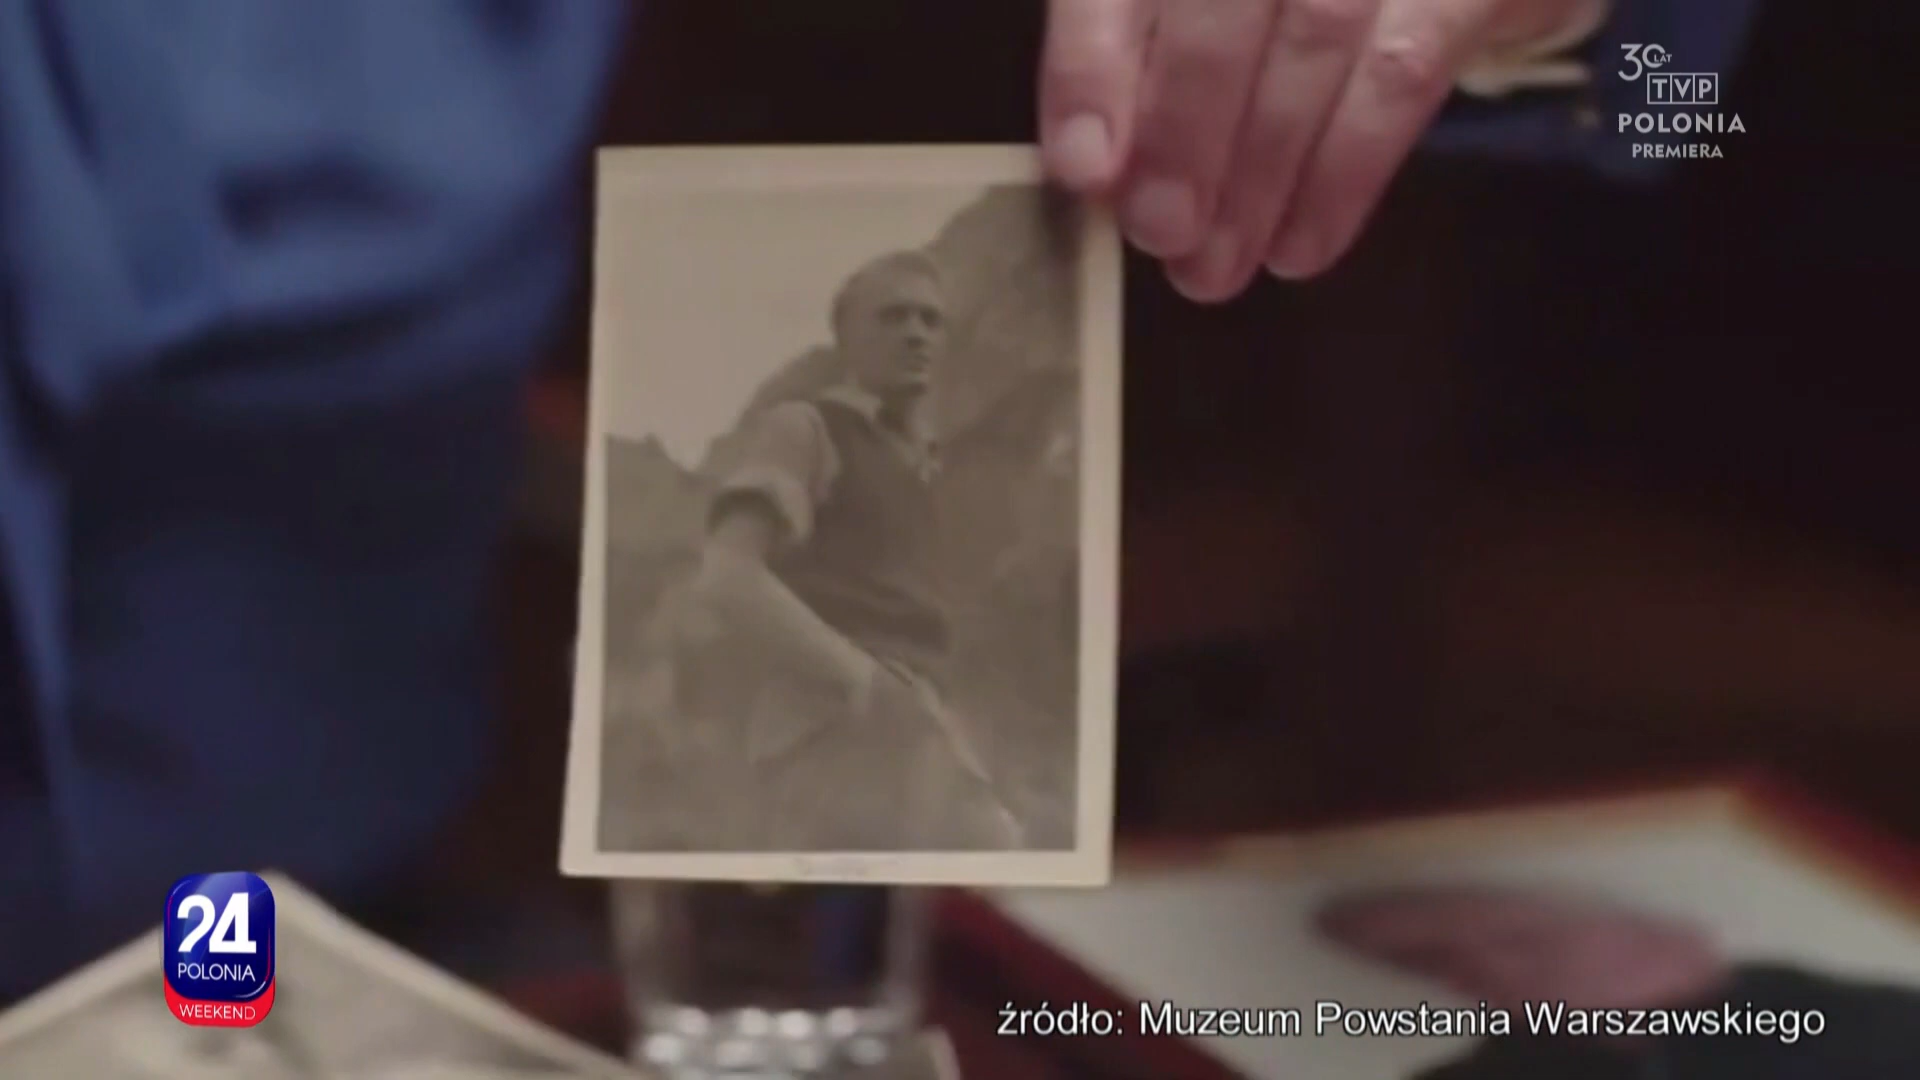 30 LAT
TVP
POLONIA
PREMIERA
24
POLONIA
WEEKEND
źródło: Muzeum Powstania Warszawskiego